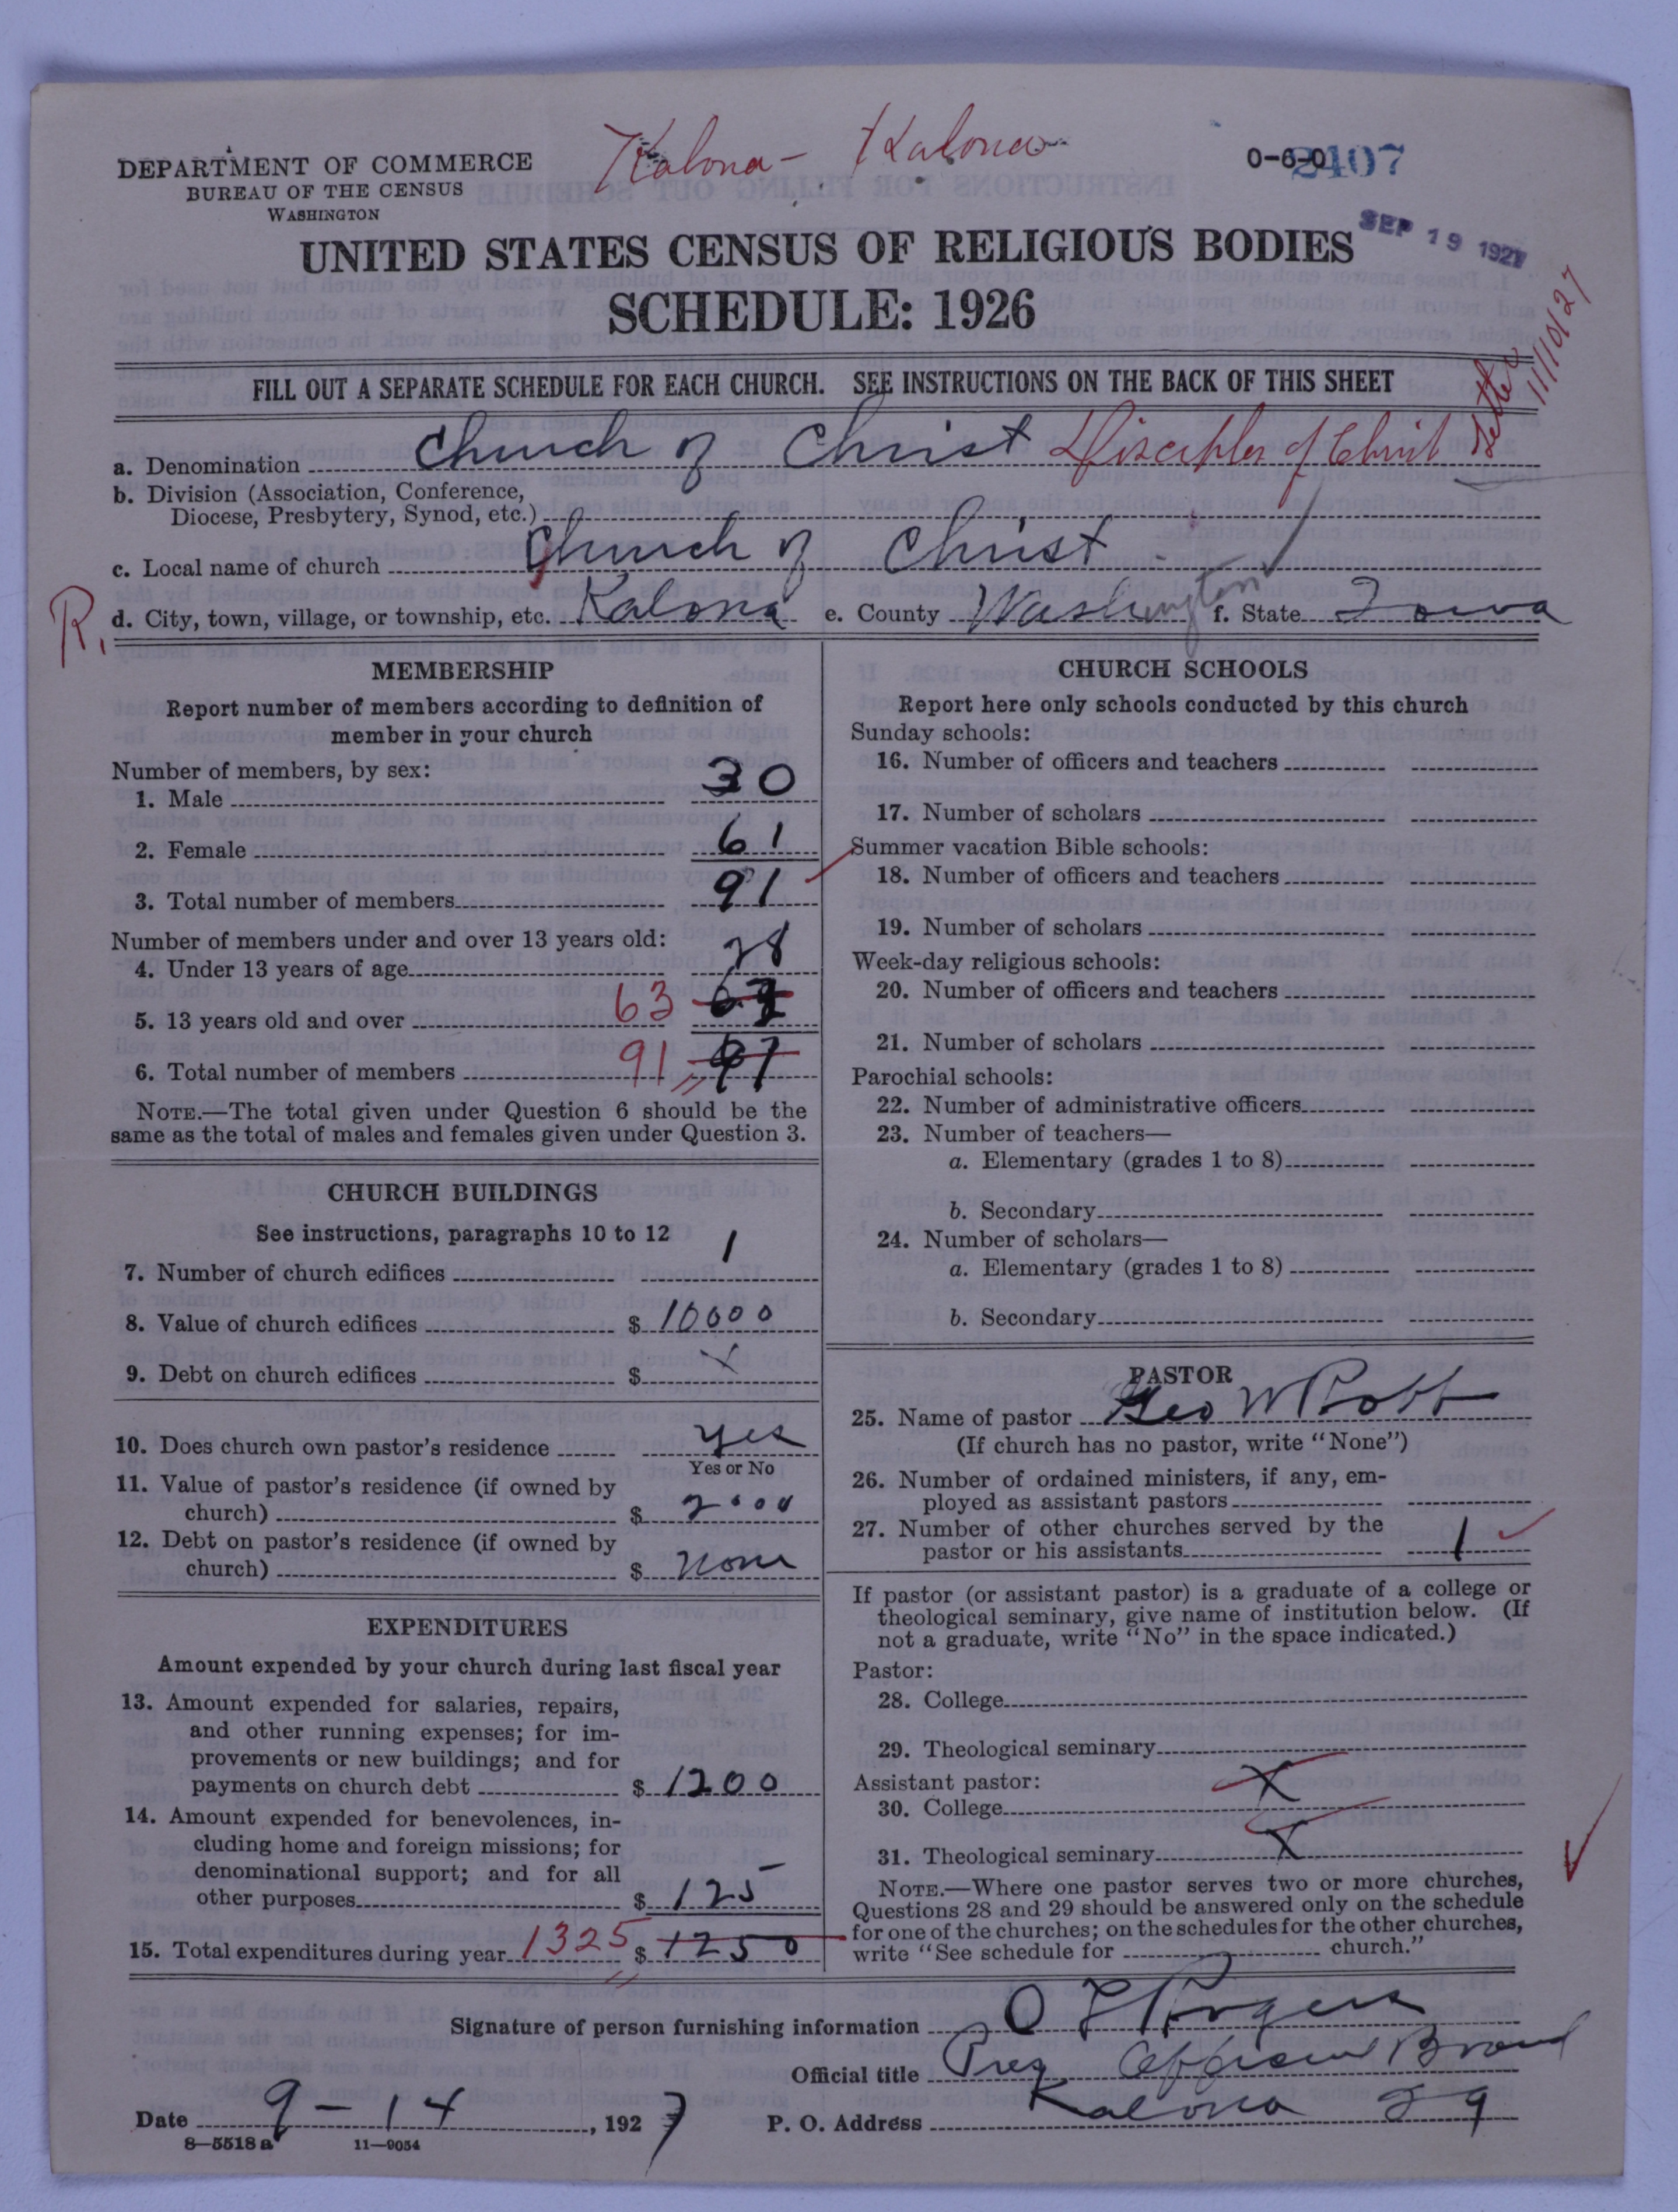 Kalona - Kalona
DEPARTMENT OF COMMERCE
BUREAU OF THE CENSUS
WASHINGTON
0-6-0
2407
UNITED STATES CENSUS OF RELIGIOUS BODIES
SEP 19 1927
SCHEDULE: 1926
Letter 11/10/27
FILL OUT A SEPARATE SCHEDULE FOR EACH CHURCH. SEE INSTRUCTIONS ON THE BACK OF THIS SHEET
a. Denomination Church of Christ Disciples of Christ
b. Division (Association, Conference,
Diocese, Presbytery, Synod, etc.)
c. Local name of church Church of Christ
R.
d. City, town, village, or township, etc. Kalona e. County Washington f. State Iowa
MEMBERSHIP
Report number of members according to definition of
member in your church
Number of members, by sex:
1. Male 30
2. Female 61
3. Total number of members 91
Number of members under and over 13 years old:
4. Under 13 years of age 28
5. 13 years old and over 63
6. Total number of members 91
NOTE.—The total given under Question 6 should be the
same as the total of males and females given under Question 3.
CHURCH BUILDINGS
See instructions, paragraphs 10 to 12
7. Number of church edifices 1
8. Value of church edifices $ 10000
9. Debt on church edifices $ X
10. Does church own pastor's residence yes
Yes or No
11. Value of pastor's residence (if owned by
church) $ 2000
12. Debt on pastor's residence (if owned by
church) $ none
EXPENDITURES
Amount expended by your church during last fiscal year
13. Amount expended for salaries, repairs,
and other running expenses; for im-
provements or new buildings; and for
payments on church debt $ 1200
14. Amount expended for benevolences, in-
cluding home and foreign missions; for
denominational support; and for all
other purposes $ 125
15. Total expenditures during year 1325 $ 1250
CHURCH SCHOOLS
Report here only schools conducted by this church
Sunday schools:
16. Number of officers and teachers
17. Number of scholars
Summer vacation Bible schools:
18. Number of officers and teachers
19. Number of scholars
Week-day religious schools:
20. Number of officers and teachers
21. Number of scholars
Parochial schools:
22. Number of administrative officers
23. Number of teachers—
a. Elementary (grades 1 to 8)
b. Secondary
24. Number of scholars—
a. Elementary (grades 1 to 8)
b. Secondary
PASTOR
25. Name of pastor Geo W Robb
(If church has no pastor, write "None")
26. Number of ordained ministers, if any, em-
ployed as assistant pastors
27. Number of other churches served by the
pastor or his assistants 1
If pastor (or assistant pastor) is a graduate of a college or
theological seminary, give name of institution below. (If
not a graduate, write "No" in the space indicated.)
Pastor:
28. College
29. Theological seminary
Assistant pastor:
30. College X
31. Theological seminary X
NOTE.—Where one pastor serves two or more churches,
Questions 28 and 29 should be answered only on the schedule
for one of the churches; on the schedules for the other churches,
write "See schedule for church."
Signature of person furnishing information O F Rogers
Official title Pres Official Board
Date 9-14, 1927 P. O. Address Kalona
8-5518 a 11-9054